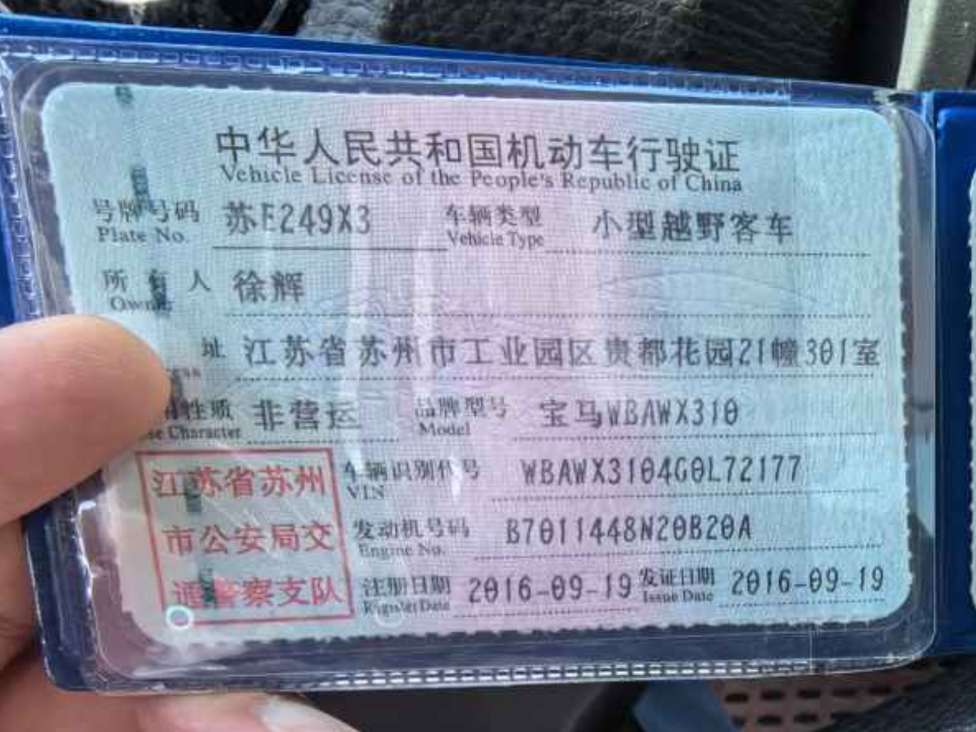 中华人民共和国机动车行驶证
Vehicle License of the People's Republic of China
号牌号码 苏E249X3 车辆类型 小型越野客车
Plate No. Vehicle Type
所有人 徐辉
Owner
址 江苏省苏州市工业园区贵都花园21幢301室
性质 非营运 品牌型号 宝马WBAWX310
Character Model
江苏省苏州 车辆识别代号 WBAWX3104G0L72177
VIN
市公安局交 发动机号码 B7011448N20B20A
Engine No.
通警察支队 注册日期 2016-09-19 发证日期 2016-09-19
Register Date Issue Date